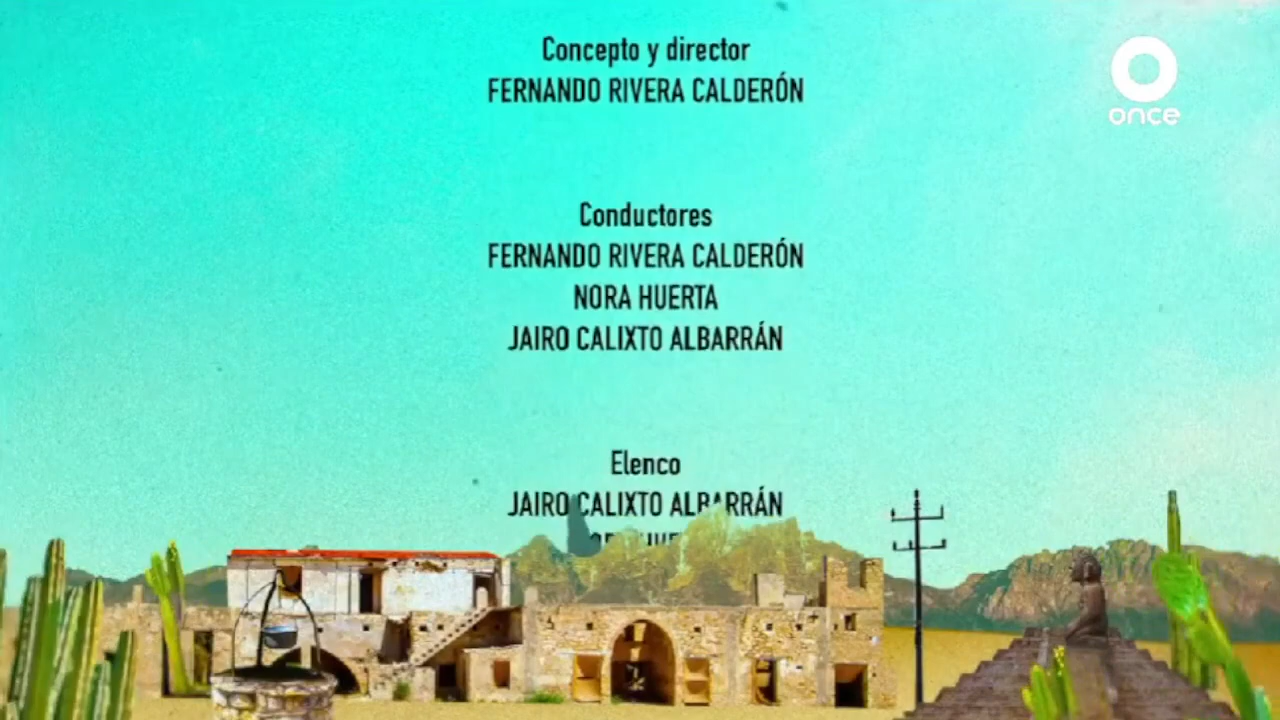 Concepto y director
FERNANDO RIVERA CALDERÓN
once
Conductores
FERNANDO RIVERA CALDERÓN
NORA HUERTA
JAIRO CALIXTO ALBARRÁN
Elenco
JAIRO CALIXTO ALBARRÁN